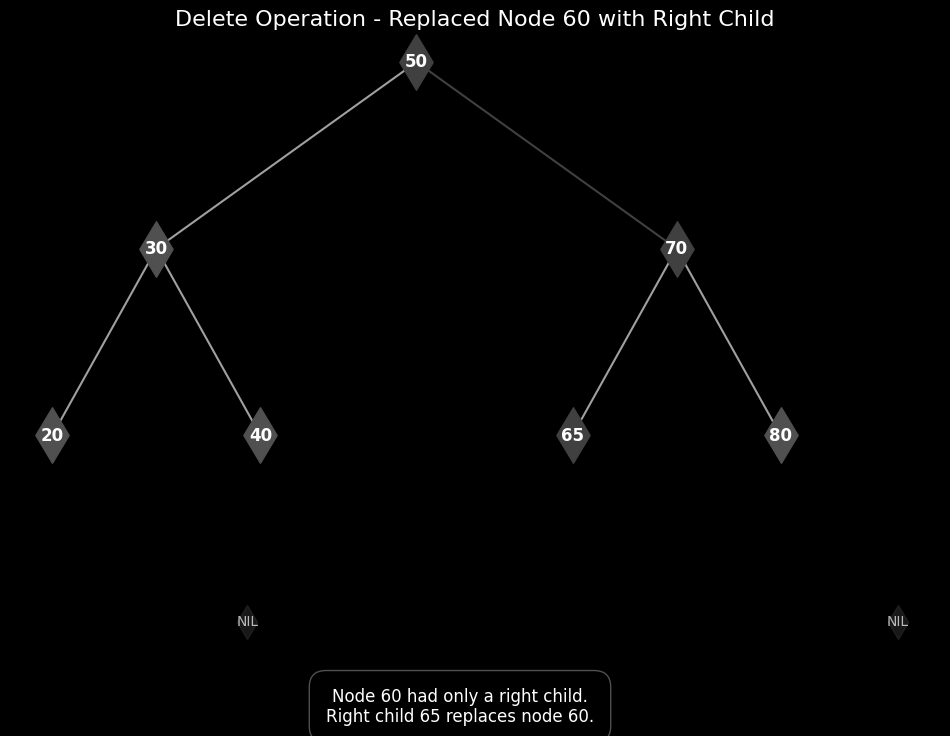 Delete Operation - Replaced Node 60 with Right Child
50
30
70
20
40
65
80
NIL
NIL
Node 60 had only a right child.
Right child 65 replaces node 60.